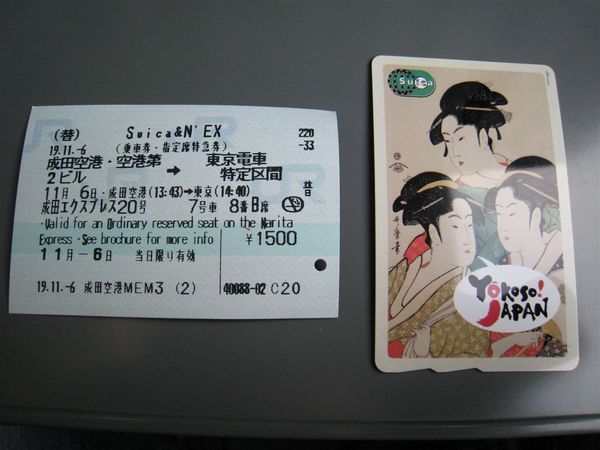 (替) Suica&N'EX 220
19.11.-6 (乗車券・指定席特急券) -33
成田空港・空港第 → 東京電車
2ビル 特定区間
11月 6日・成田空港(13:43)→東京(14:40)
成田エクスプレス20号 7号車 8番B席
・Valid for an Ordinary reserved seat on the Narita
Express・See brochure for more info ¥1500
11月-6日 当日限り有効
19.11.-6 成田空港MEM3 (2) 40088-02 C20
Suica
Yōkoso!
JAPAN